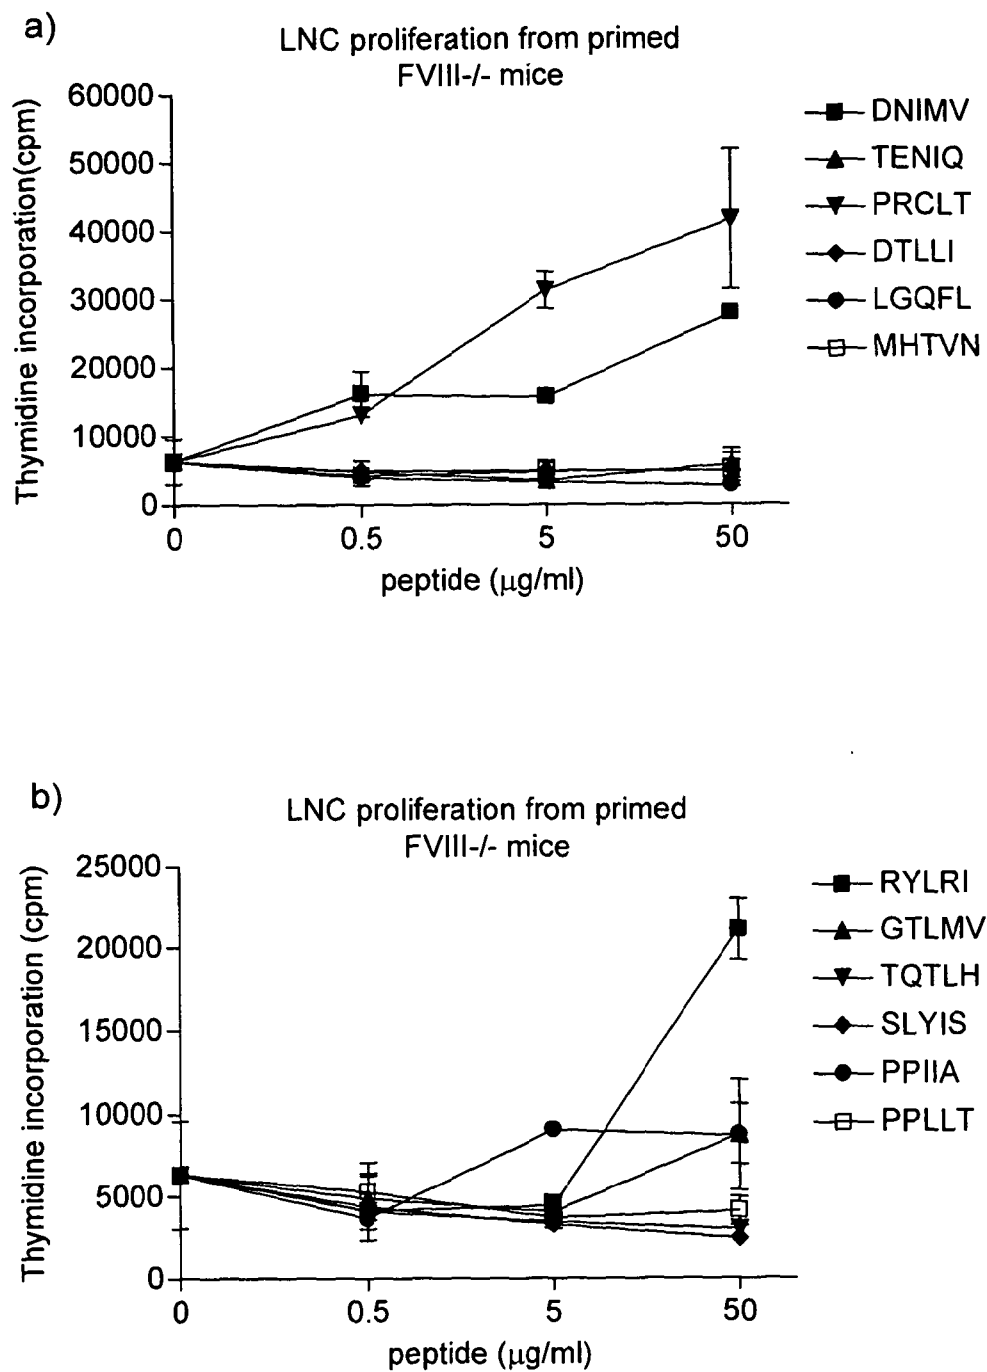 a)
LNC proliferation from primed
FVIII-/- mice
Thymidine incorporation(cpm)
60000
50000
40000
30000
20000
10000
0
0
0.5
5
50
peptide (μg/ml)
DNIMV
TENIQ
PRCLT
DTLLI
LGQFL
MHTVN
b)
LNC proliferation from primed
FVIII-/- mice
Thymidine incorporation (cpm)
25000
20000
15000
10000
5000
0
0
0.5
5
50
peptide (μg/ml)
RYLRI
GTLMV
TQTLH
SLYIS
PPIIA
PPLLT